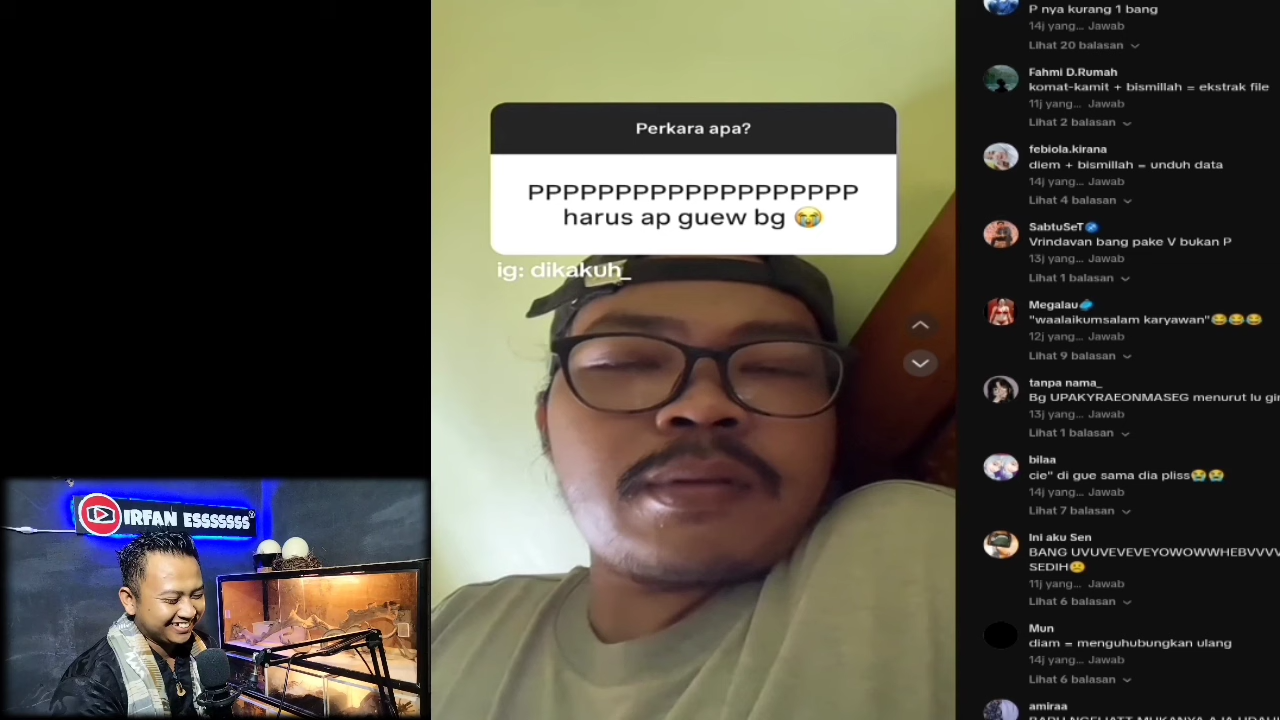 Perkara apa?
PPPPPPPPPPPPPPPPPPP
harus ap guew bg 😭
ig: dikakuh_
IRFAN ESSSSSSS
P nya kurang 1 bang
14j yang... Jawab
Lihat 20 balasan
Fahmi D.Rumah
komat-kamit + bismillah = ekstrak file
11j yang... Jawab
Lihat 2 balasan
febiola.kirana
diem + bismillah = unduh data
14j yang... Jawab
Lihat 4 balasan
SabtuSeT
Vrindavan bang pake V bukan P
13j yang... Jawab
Lihat 1 balasan
Megalau
"waalaikumsalam karyawan"😂😂😂
12j yang... Jawab
Lihat 9 balasan
tanpa nama_
Bg UPAKYRAEONMASEG menurut lu gi
13j yang... Jawab
Lihat 1 balasan
bilaa
cie" di gue sama dia pliss😭😭
14j yang... Jawab
Lihat 7 balasan
Ini aku Sen
BANG UVUVEVEVEYOWOWWHEBVVVV
SEDIH😢
11j yang... Jawab
Lihat 6 balasan
Mun
diam = menguhubungkan ulang
14j yang... Jawab
Lihat 6 balasan
amiraa